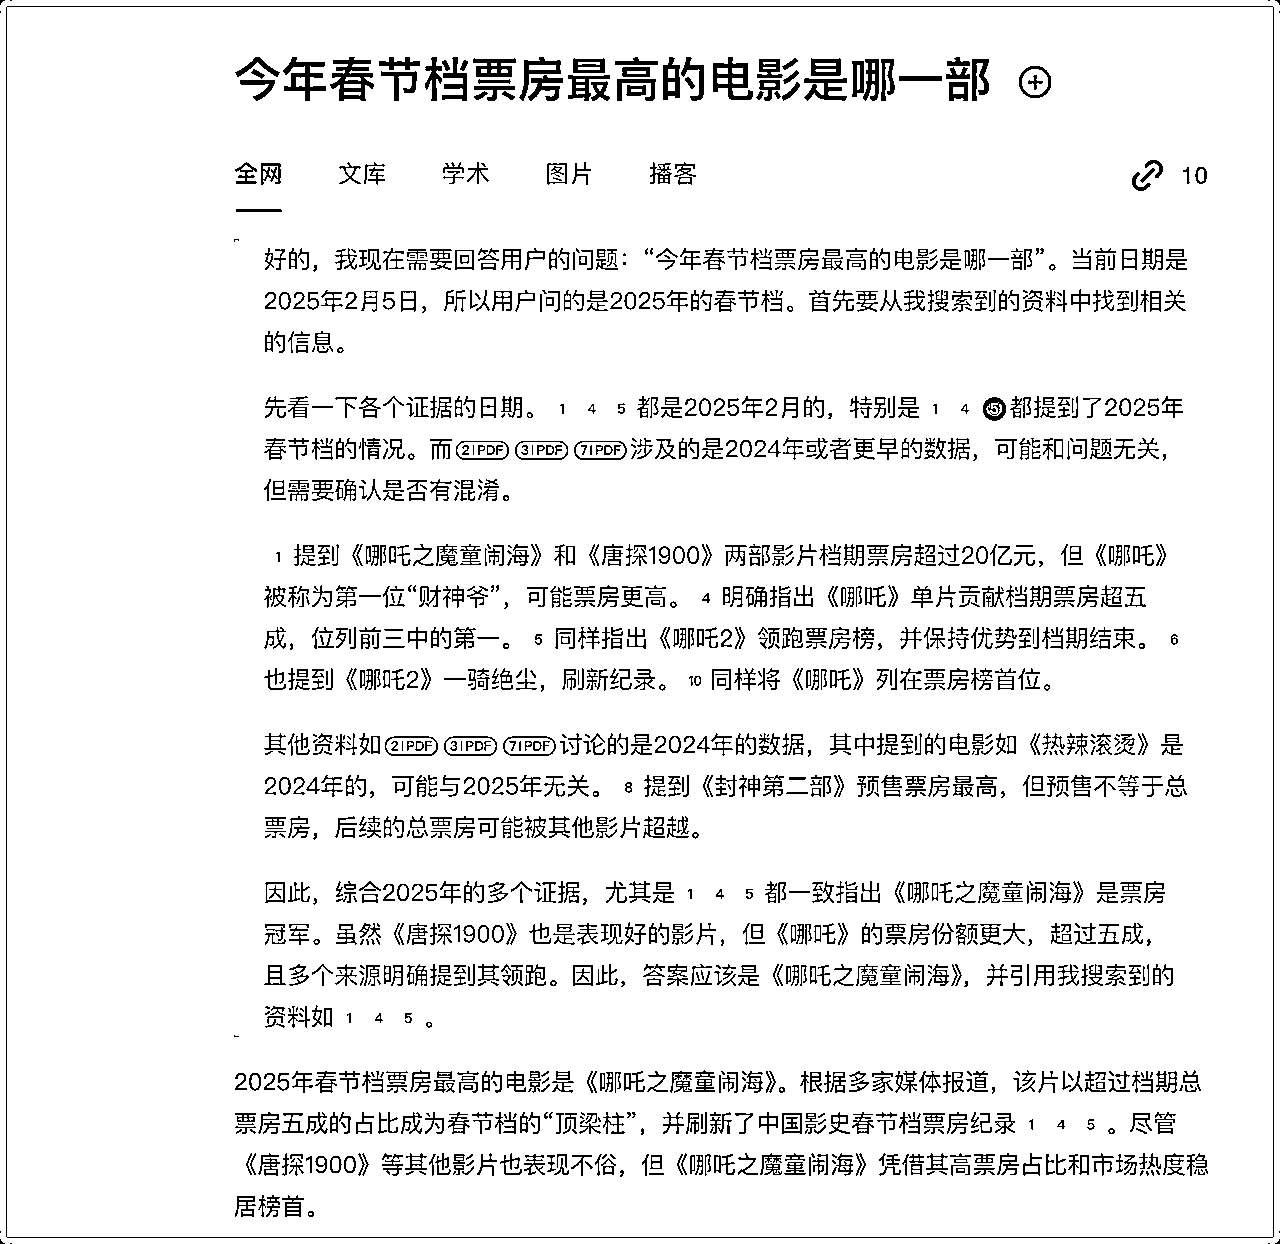 今年春节档票房最高的电影是哪一部
全网 文库 学术 图片 播客 10
好的，我现在需要回答用户的问题：“今年春节档票房最高的电影是哪一部”。当前日期是
2025年2月5日，所以用户问的是2025年的春节档。首先要从我搜索到的资料中找到相关
的信息。
先看一下各个证据的日期。 1 4 5 都是2025年2月的，特别是 1 4 5 都提到了2025年
春节档的情况。而 2|PDF 3|PDF 7|PDF 涉及的是2024年或者更早的数据，可能和问题无关，
但需要确认是否有混淆。
1 提到《哪吒之魔童闹海》和《唐探1900》两部影片档期票房超过20亿元，但《哪吒》
被称为第一位“财神爷”，可能票房更高。 4 明确指出《哪吒》单片贡献档期票房超五
成，位列前三中的第一。 5 同样指出《哪吒2》领跑票房榜，并保持优势到档期结束。 6
也提到《哪吒2》一骑绝尘，刷新纪录。 10 同样将《哪吒》列在票房榜首位。
其他资料如 2|PDF 3|PDF 7|PDF 讨论的是2024年的数据，其中提到的电影如《热辣滚烫》是
2024年的，可能与2025年无关。 8 提到《封神第二部》预售票房最高，但预售不等于总
票房，后续的总票房可能被其他影片超越。
因此，综合2025年的多个证据，尤其是 1 4 5 都一致指出《哪吒之魔童闹海》是票房
冠军。虽然《唐探1900》也是表现好的影片，但《哪吒》的票房份额更大，超过五成，
且多个来源明确提到其领跑。因此，答案应该是《哪吒之魔童闹海》，并引用我搜索到的
资料如 1 4 5 。
2025年春节档票房最高的电影是《哪吒之魔童闹海》。根据多家媒体报道，该片以超过档期总
票房五成的占比成为春节档的“顶梁柱”，并刷新了中国影史春节档票房纪录 1 4 5 。尽管
《唐探1900》等其他影片也表现不俗，但《哪吒之魔童闹海》凭借其高票房占比和市场热度稳
居榜首。